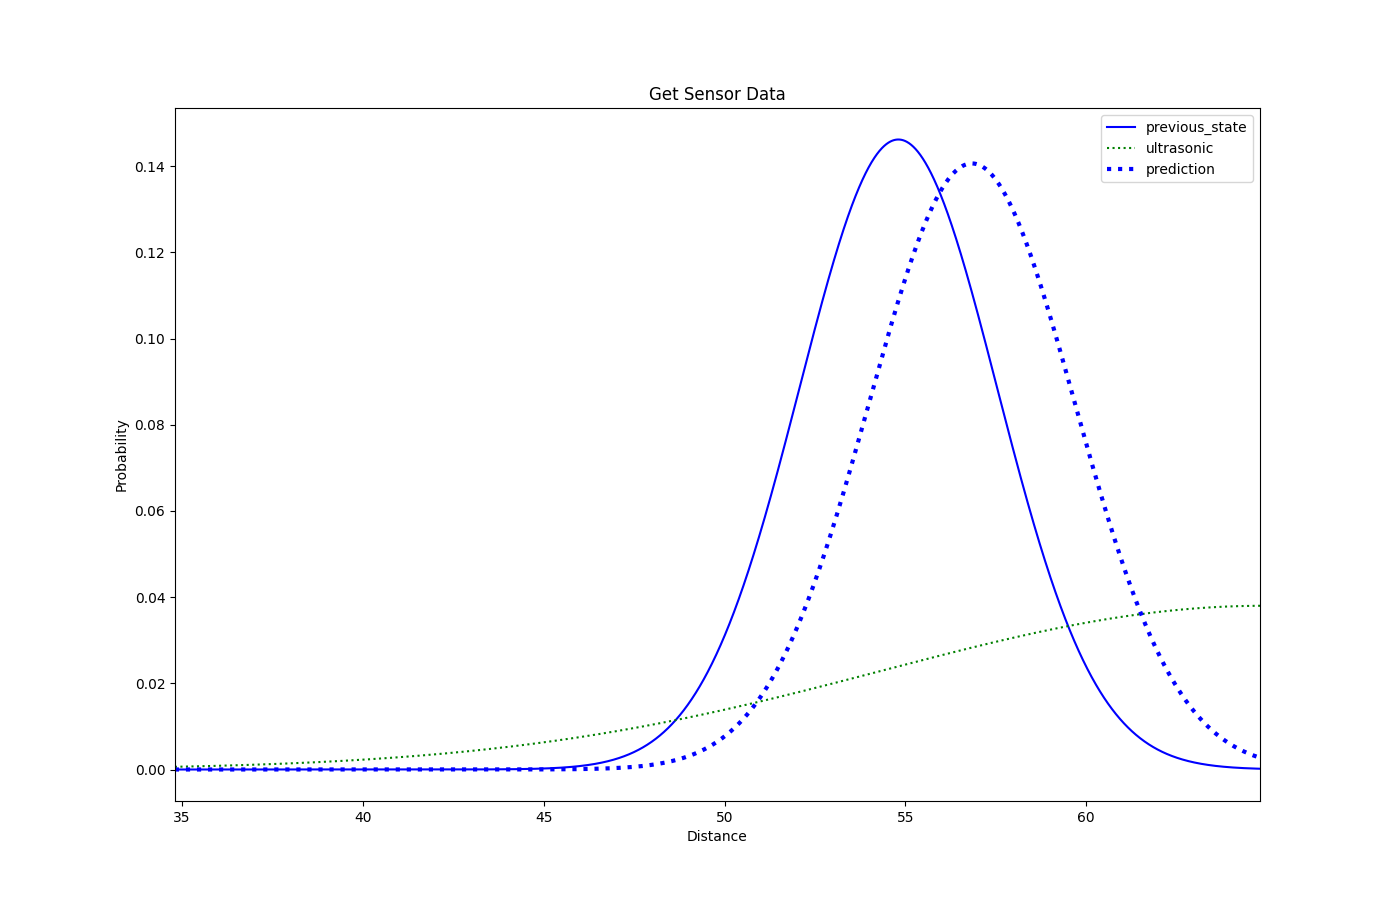 Get Sensor Data
previous_state
ultrasonic
prediction
0.14
0.12
0.10
0.08
0.06
0.04
0.02
0.00
Probability
35 40 45 50 55 60
Distance